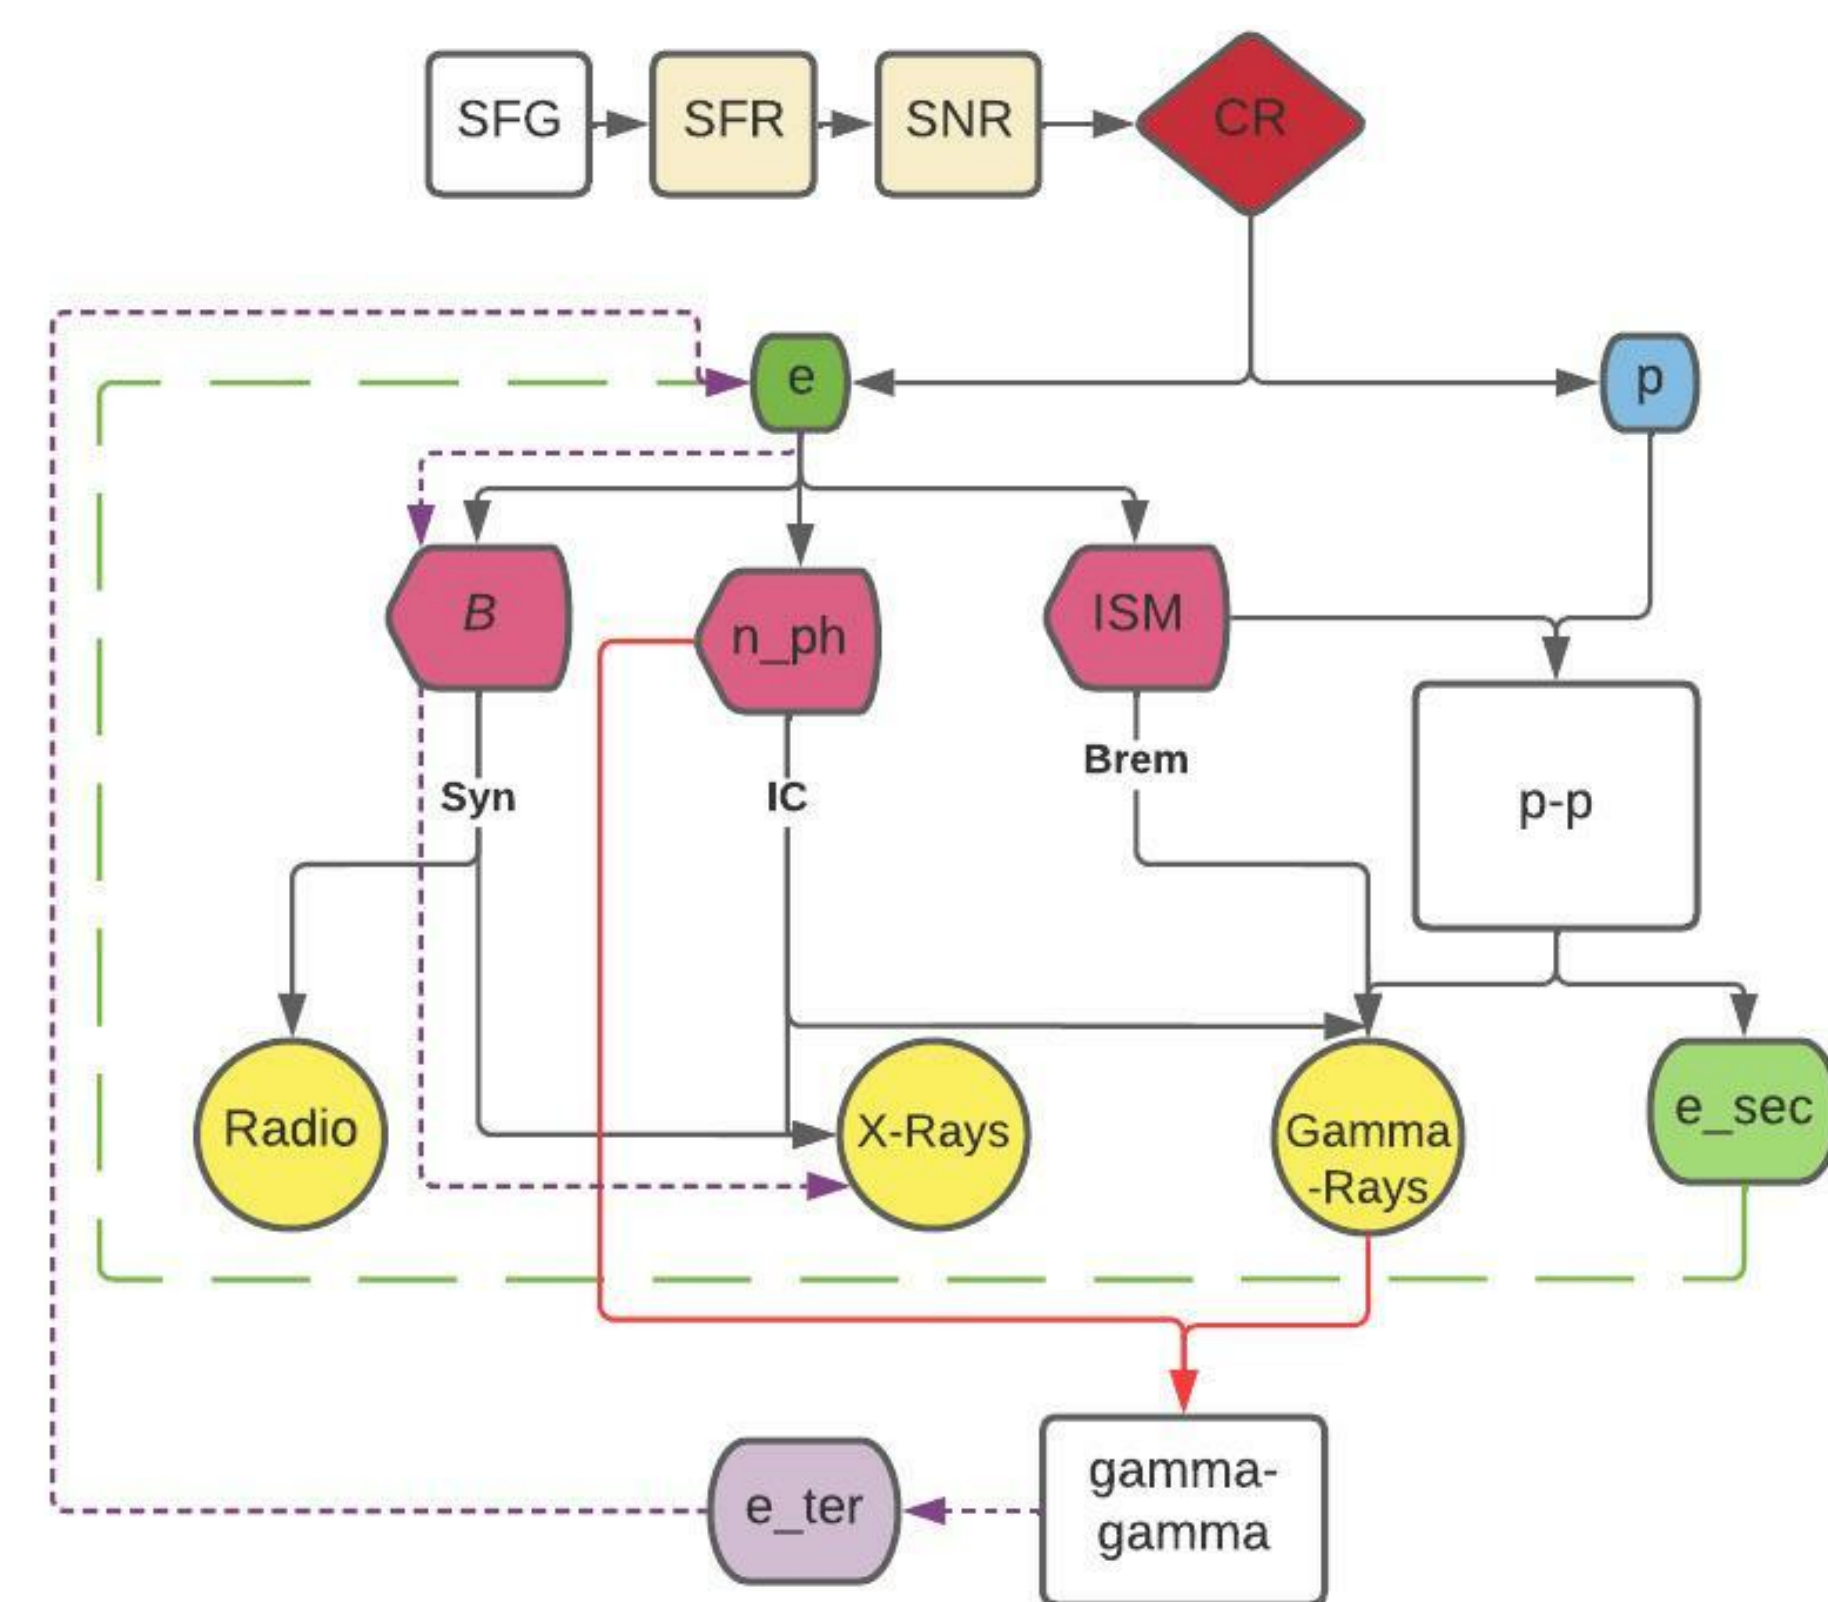 SFG
SFR
SNR
CR
e
p
B
n_ph
ISM
Syn
IC
Brem
p-p
Radio
X-Rays
Gamma
-Rays
e_sec
e_ter
gamma-
gamma